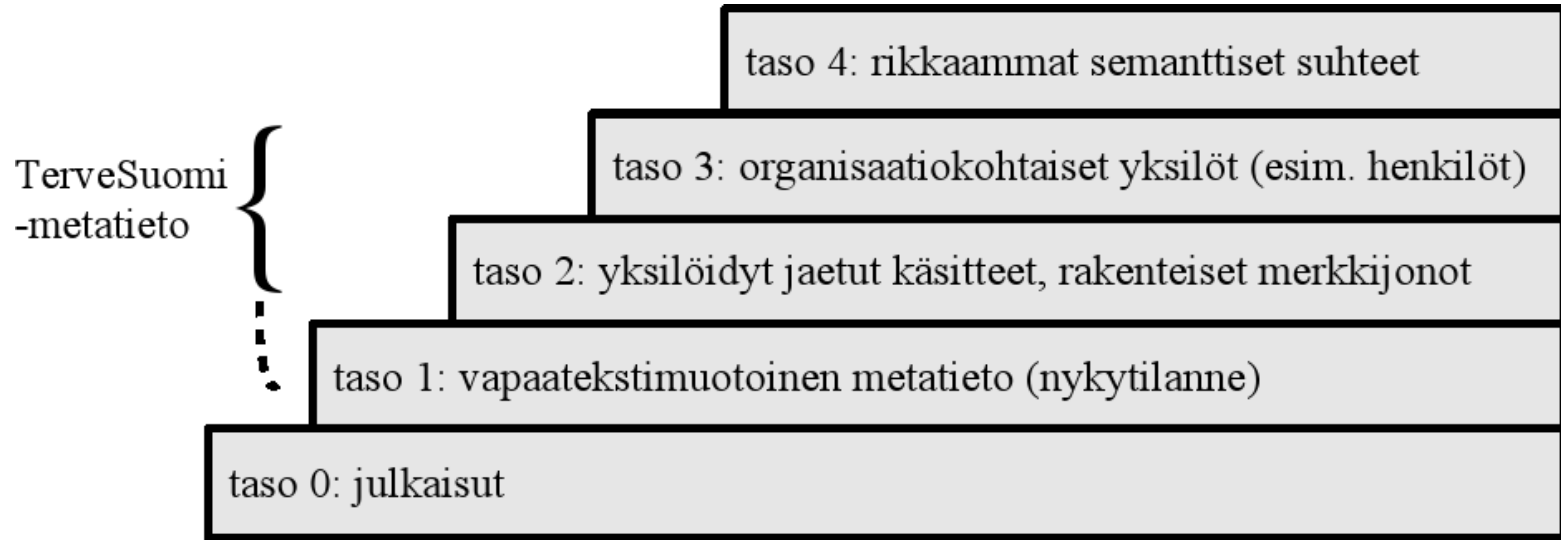 taso 4: rikkaammat semanttiset suhteet
taso 3: organisaatiokohtaiset yksilöt (esim. henkilöt)
TerveSuomi
-metatieto
taso 2: yksilöidyt jaetut käsitteet, rakenteiset merkkijonot
taso 1: vapaatekstimuotoinen metatieto (nykytilanne)
taso 0: julkaisut